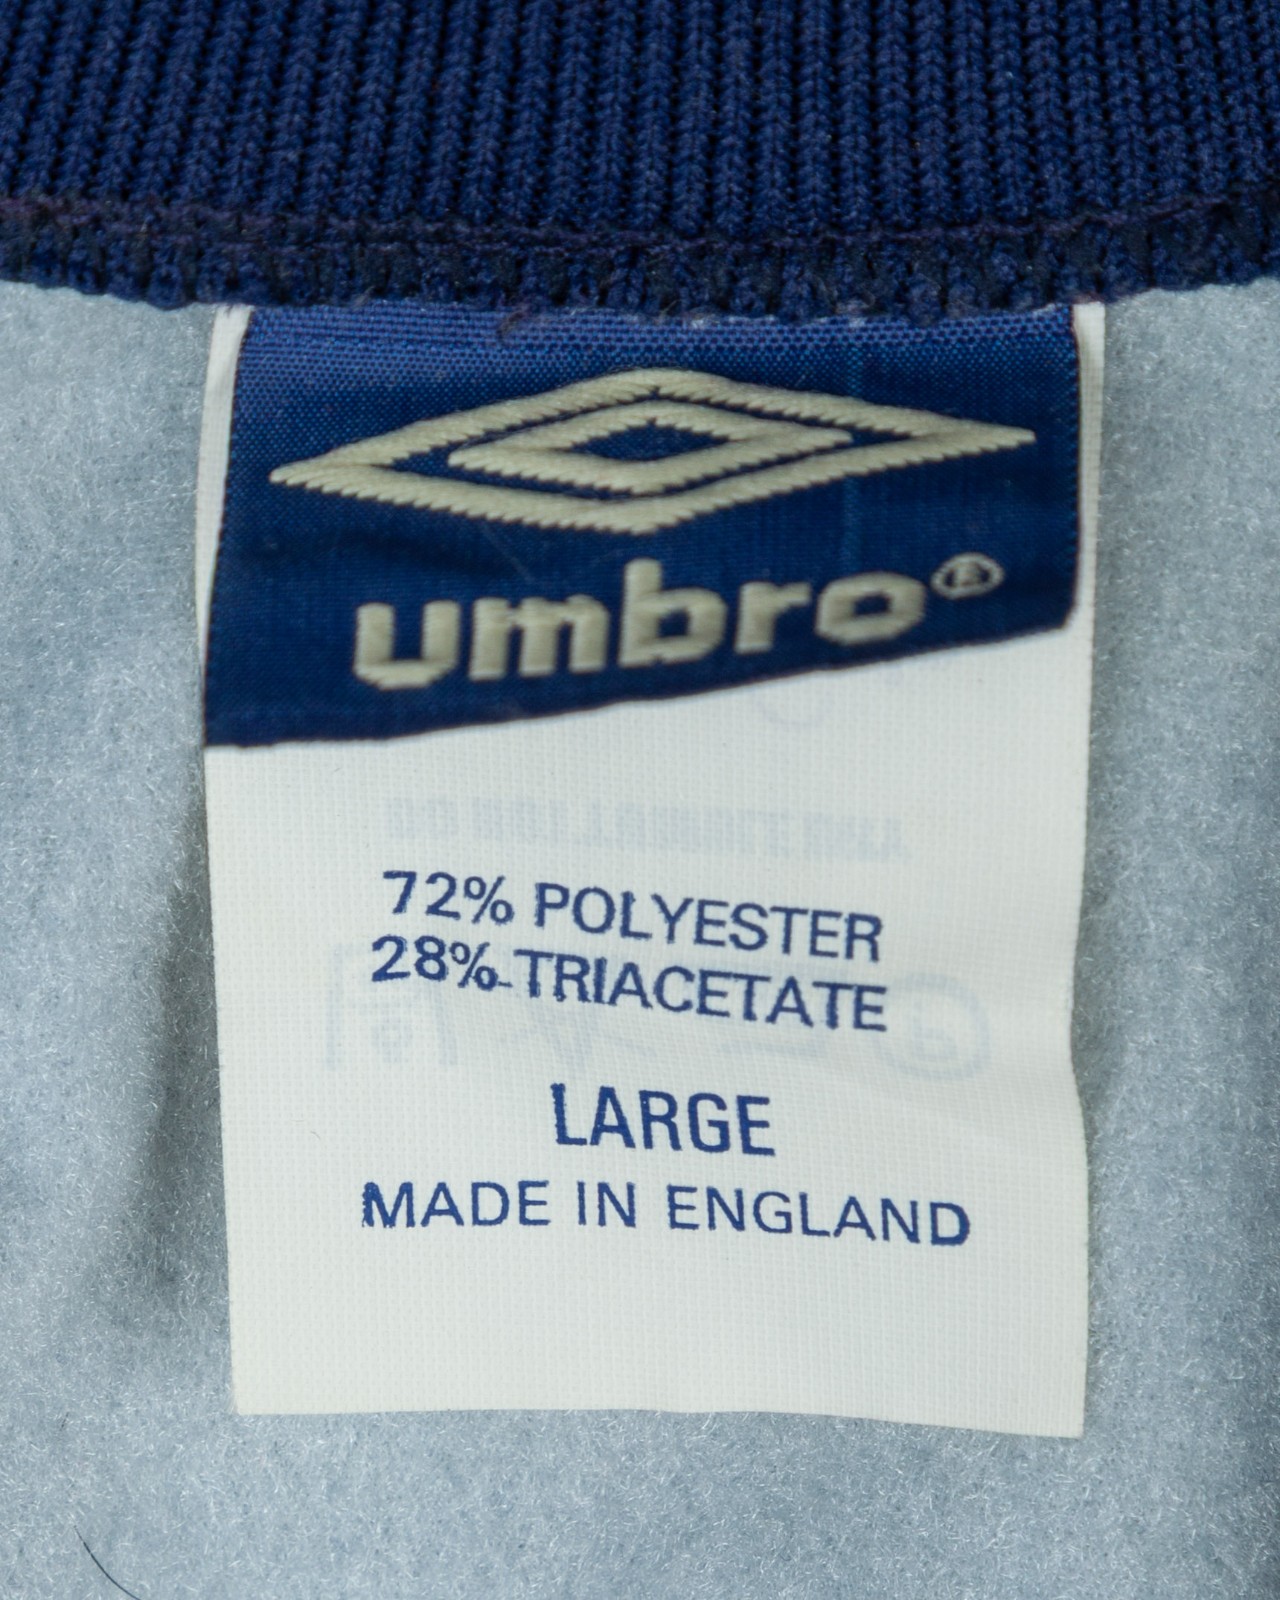 umbro®
72% POLYESTER
28% TRIACETATE
LARGE
MADE IN ENGLAND